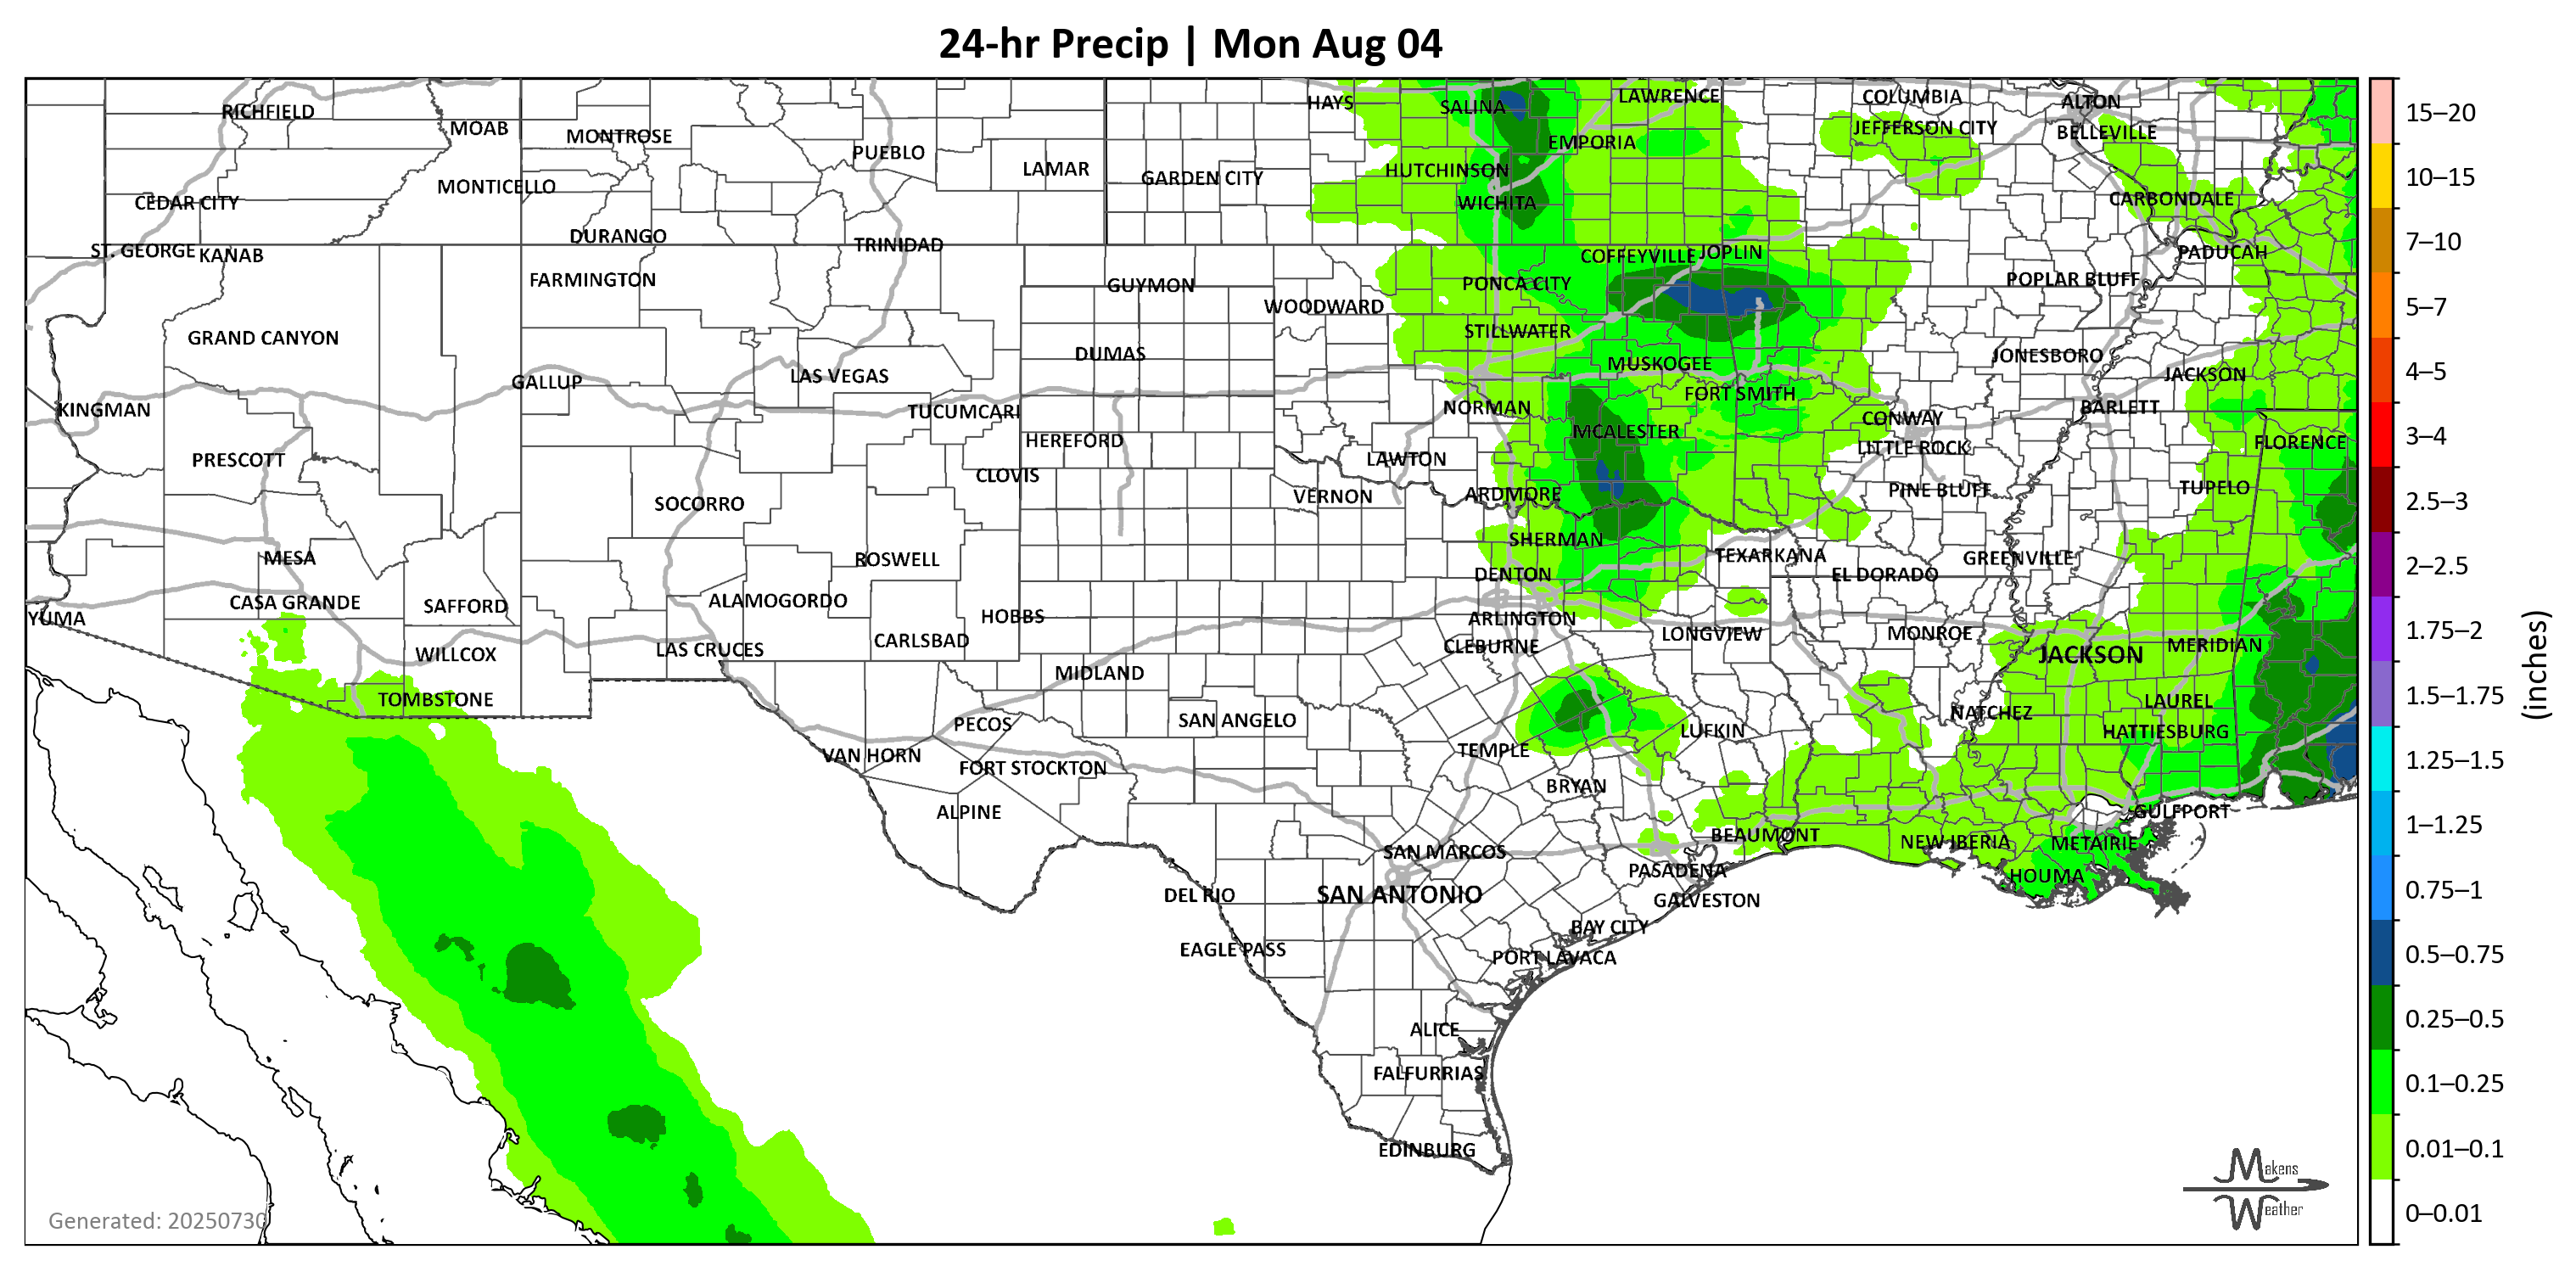 24-hr Precip | Mon Aug 04
RICHFIELD
MOAB
MONTROSE
PUEBLO
LAMAR
GARDEN CITY
HAYS
SALINA
LAWRENCE
EMPORIA
COLUMBIA
JEFFERSON CITY
ALTON
BELLEVILLE
CEDAR CITY
MONTICELLO
HUTCHINSON
WICHITA
CARBONDALE
ST. GEORGE
KANAB
DURANGO
TRINIDAD
COFFEYVILLE
JOPLIN
PADUCAH
FARMINGTON
GUYMON
WOODWARD
PONCA CITY
POPLAR BLUFF
GRAND CANYON
DUMAS
STILLWATER
MUSKOGEE
JONESBORO
JACKSON
KINGMAN
GALLUP
LAS VEGAS
TUCUMCARI
NORMAN
FORT SMITH
CONWAY
BARLETT
PRESCOTT
HEREFORD
CLOVIS
LAWTON
MCALESTER
LITTLE ROCK
FLORENCE
SOCORRO
VERNON
ARDMORE
PINE BLUFF
TUPELO
MESA
ROSWELL
SHERMAN
DENTON
TEXARKANA
EL DORADO
GREENVILLE
YUMA
CASA GRANDE
SAFFORD
ALAMOGORDO
HOBBS
ARLINGTON
WILLCOX
LAS CRUCES
CARLSBAD
CLEBURNE
LONGVIEW
MONROE
JACKSON
MERIDIAN
TOMBSTONE
MIDLAND
PECOS
SAN ANGELO
LUFKIN
NATCHEZ
LAUREL
HATTIESBURG
VAN HORN
FORT STOCKTON
TEMPLE
BRYAN
ALPINE
GULFPORT
SAN MARCOS
BEAUMONT
NEW IBERIA
METAIRIE
DEL RIO
SAN ANTONIO
PASADENA
GALVESTON
HOUMA
EAGLE PASS
BAY CITY
PORT LAVACA
ALICE
FALFURRIAS
EDINBURG
15–20
10–15
7–10
5–7
4–5
3–4
2.5–3
2–2.5
1.75–2
1.5–1.75
1.25–1.5
1–1.25
0.75–1
0.5–0.75
0.25–0.5
0.1–0.25
0.01–0.1
0–0.01
(inches)
Generated: 20250730
Makens
Weather